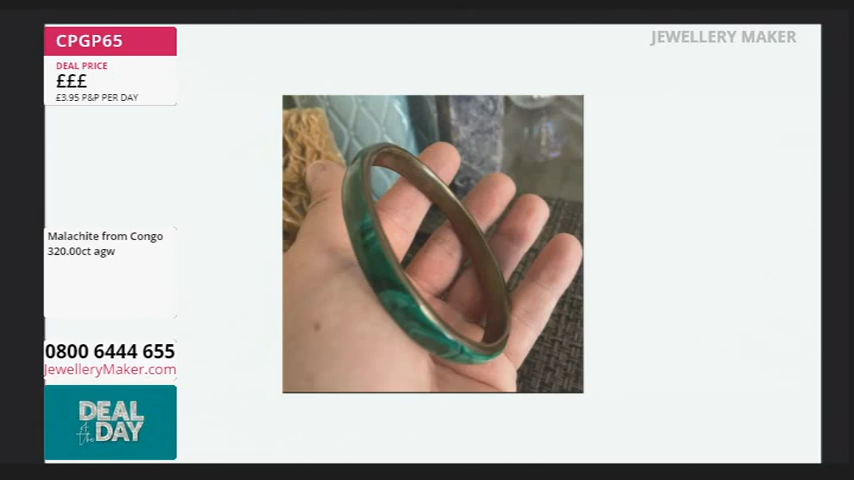 CPGP65
DEAL PRICE
£££
£3.95 P&P PER DAY
JEWELLERY MAKER
Malachite from Congo
320.00ct agw
0800 6444 655
JewelleryMaker.com
DEAL
of the
DAY